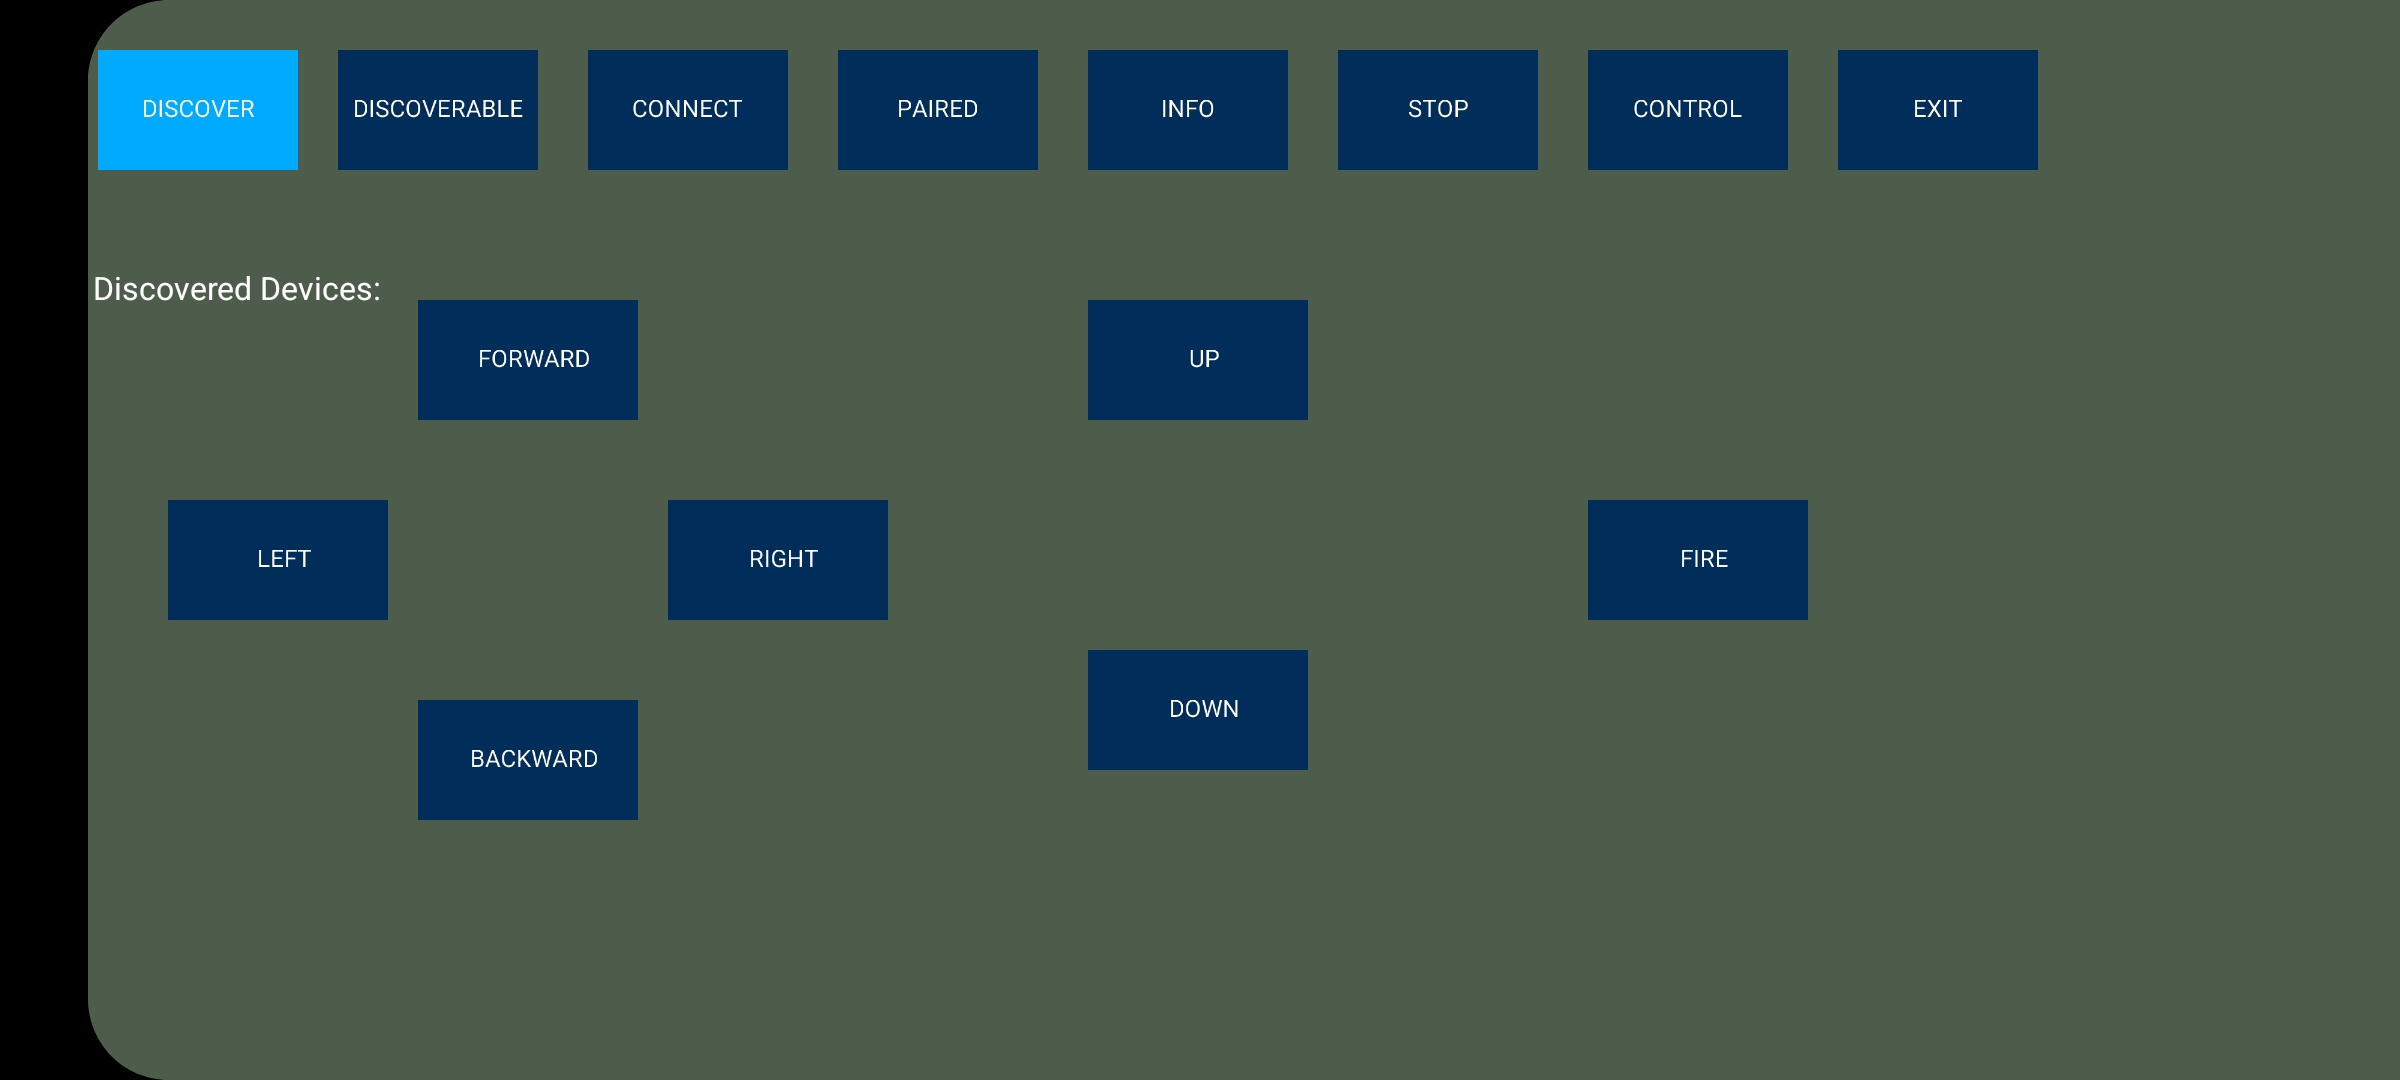 DISCOVER DISCOVERABLE CONNECT PAIRED INFO STOP CONTROL EXIT
Discovered Devices:
FORWARD UP
LEFT RIGHT FIRE
DOWN
BACKWARD